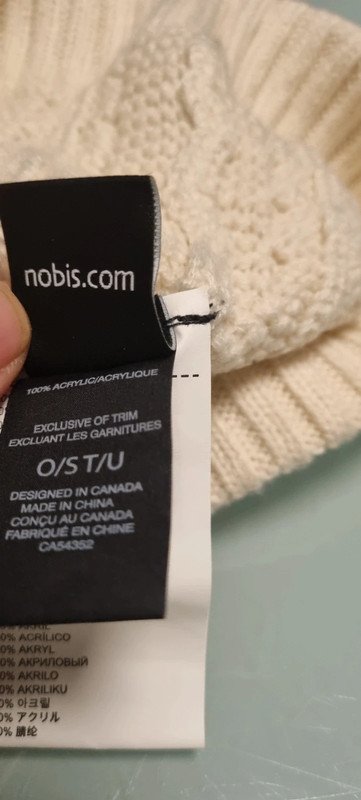 nobis.com
100% ACRYLIC/ACRYLIQUE
EXCLUSIVE OF TRIM
EXCLUANT LES GARNITURES
O/S T/U
DESIGNED IN CANADA
MADE IN CHINA
CONÇU AU CANADA
FABRIQUÉ EN CHINE
CA54352
0% AKRIL
0% ACRÍLICO
0% AKRYL
0% АКРИЛОВЫЙ
0% AKRILO
0% AKRILIKU
0% 아크릴
0% アクリル
0% 腈纶